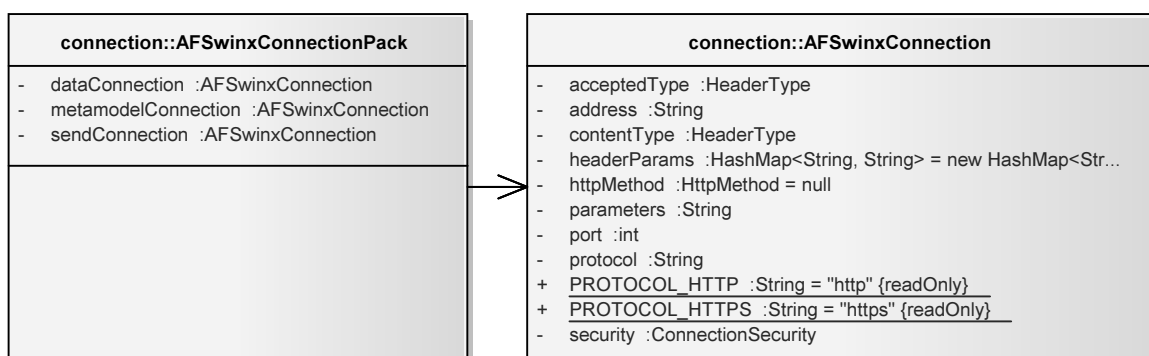 connection::AFSwinxConnectionPack
- dataConnection :AFSwinxConnection
- metamodelConnection :AFSwinxConnection
- sendConnection :AFSwinxConnection
connection::AFSwinxConnection
- acceptedType :HeaderType
- address :String
- contentType :HeaderType
- headerParams :HashMap<String, String> = new HashMap<Str...
- httpMethod :HttpMethod = null
- parameters :String
- port :int
- protocol :String
+ PROTOCOL_HTTP :String = "http" {readOnly}
+ PROTOCOL_HTTPS :String = "https" {readOnly}
- security :ConnectionSecurity